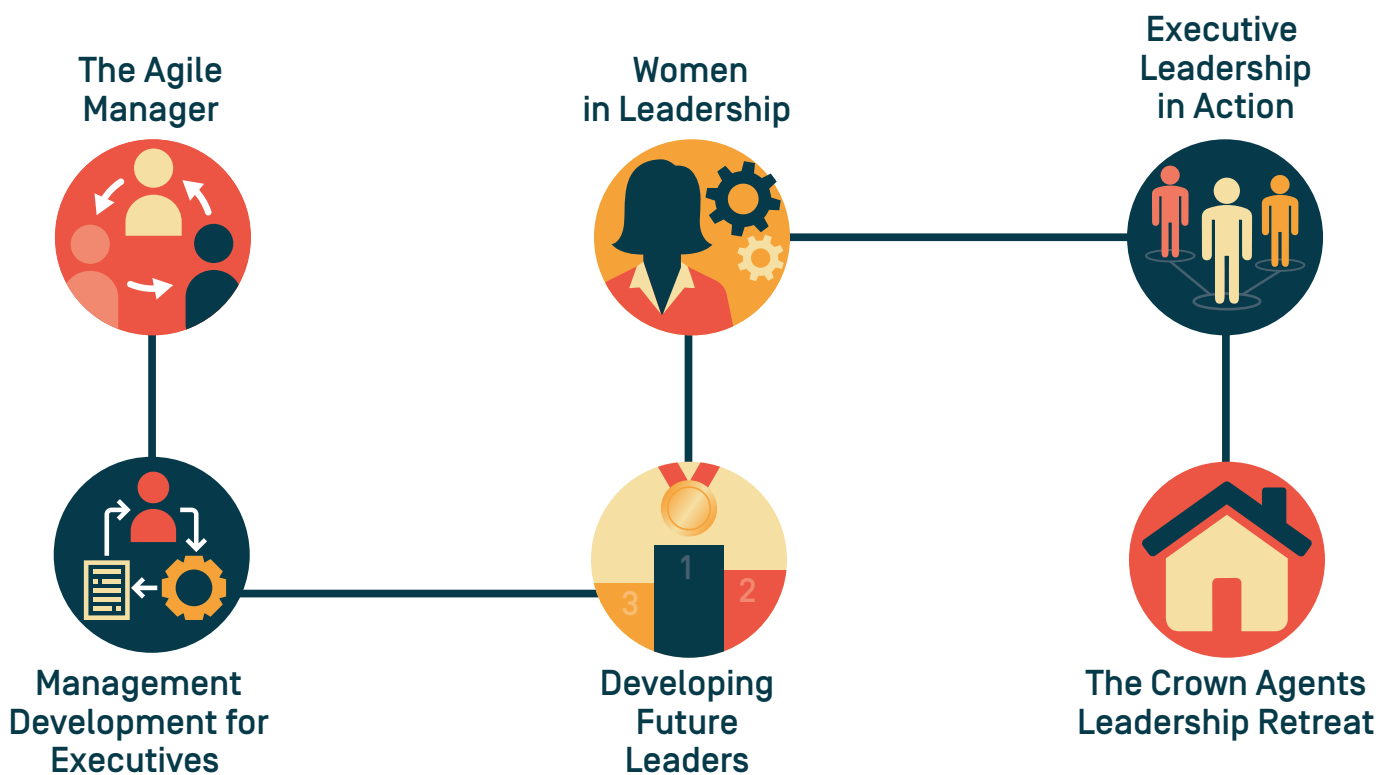 The Agile
Manager
Women
in Leadership
Executive
Leadership
in Action
1
2
3
Management
Development for
Executives
Developing
Future
Leaders
The Crown Agents
Leadership Retreat